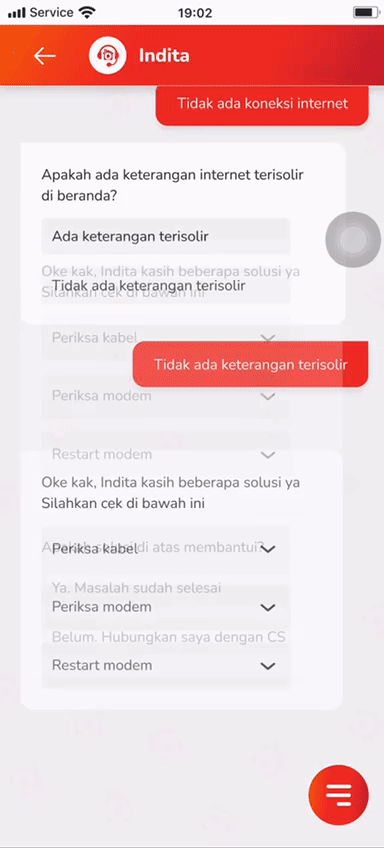 Service
19:02
Indita
Tidak ada koneksi internet
Apakah ada keterangan internet terisolir
di beranda?
Ada keterangan terisolir
Oke kak, Indita kasih beberapa solusi ya
Tidak ada keterangan terisolir
Silahkan cek di bawah ini
Periksa kabel
Tidak ada keterangan terisolir
Periksa modem
Restart modem
Oke kak, Indita kasih beberapa solusi ya
Silahkan cek di bawah ini
Apakah solusi di atas membantu?
Periksa kabel
Ya. Masalah sudah selesai
Periksa modem
Belum. Hubungkan saya dengan CS
Restart modem